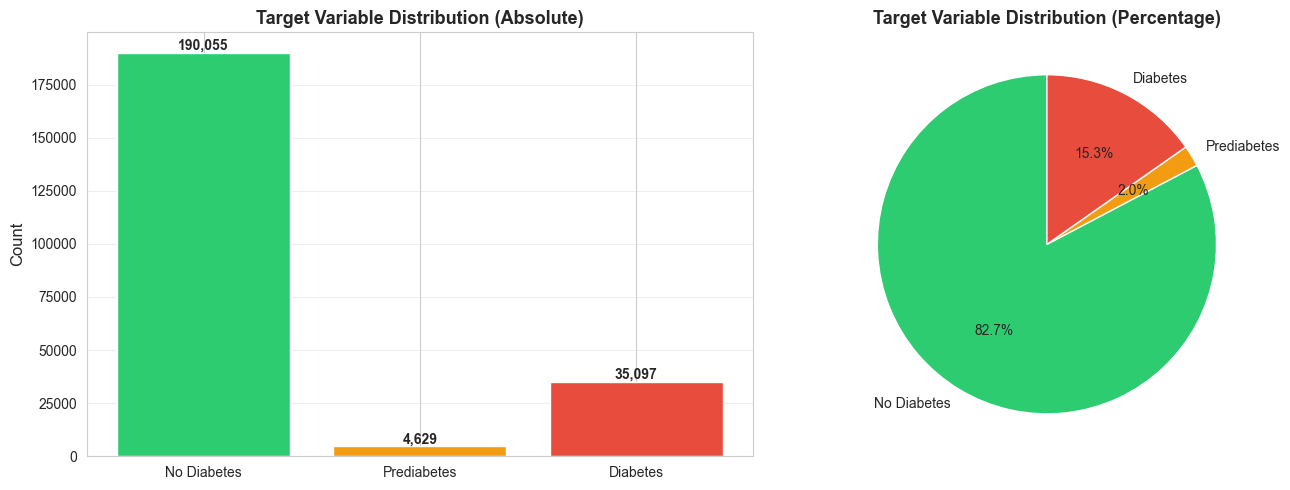 Target Variable Distribution (Absolute)
190,055
175000
150000
125000
100000
75000
50000
25000
0
Count
4,629
35,097
No Diabetes
Prediabetes
Diabetes
Target Variable Distribution (Percentage)
Diabetes
Prediabetes
15.3%
2.0%
82.7%
No Diabetes